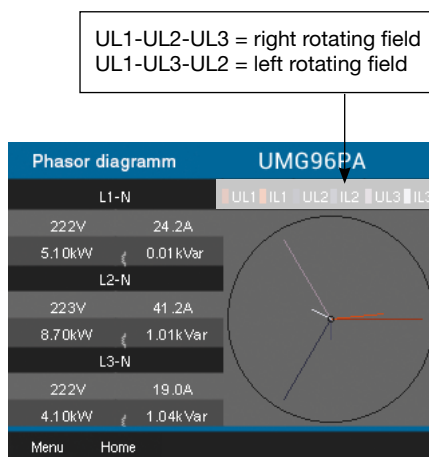 UL1-UL2-UL3 = right rotating field
UL1-UL3-UL2 = left rotating field
Phasor diagramm UMG96PA
L1-N UL1 IL1 UL2 IL2 UL3 IL3
222V 24.2A
5.10kW 0.01kVar
L2-N
223V 41.2A
8.70kW 1.01kVar
L3-N
222V 19.0A
4.10kW 1.04kVar
Menu Home